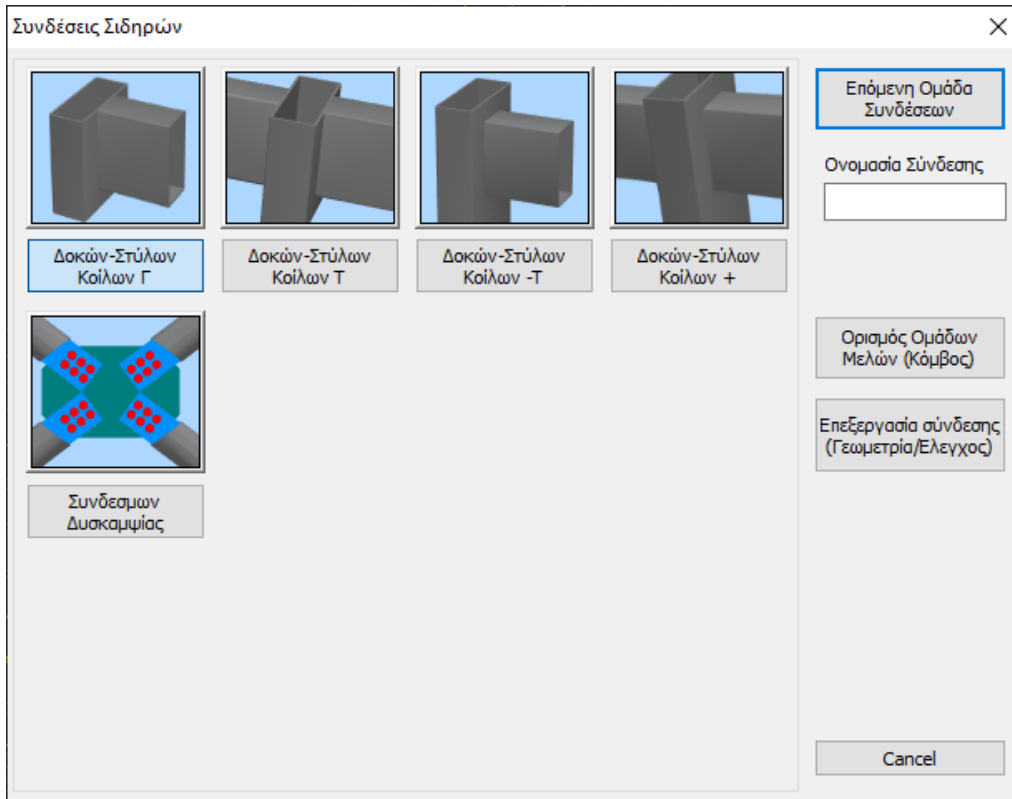 Συνδέσεις Σιδηρών
Δοκών-Στύλων
Κοίλων Γ
Δοκών-Στύλων
Κοίλων Τ
Δοκών-Στύλων
Κοίλων -Τ
Δοκών-Στύλων
Κοίλων +
Συνδεσμων
Δυσκαμψίας
Επόμενη Ομάδα
Συνδέσεων
Ονομασία Σύνδεσης
Ορισμός Ομάδων
Μελών (Κόμβος)
Επεξεργασία σύνδεσης
(Γεωμετρία/Ελεγχος)
Cancel